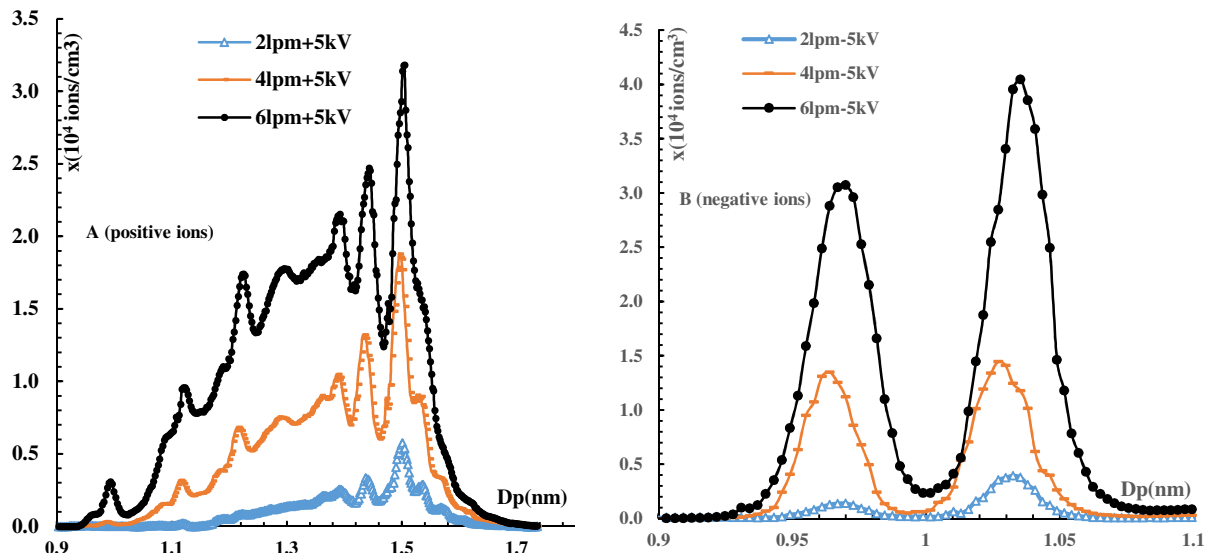 3.5
3.0
2.5
2.0
1.5
1.0
0.5
0.0
x(10⁴ ions/cm3)
2lpm+5kV
4lpm+5kV
6lpm+5kV
A (positive ions)
Dp(nm)
0.9 1.1 1.3 1.5 1.7
4.5
4.0
3.5
3.0
2.5
2.0
1.5
1.0
0.5
0.0
x(10⁴ ions/cm³)
2lpm-5kV
4lpm-5kV
6lpm-5kV
B (negative ions)
Dp(nm)
0.9 0.95 1 1.05 1.1